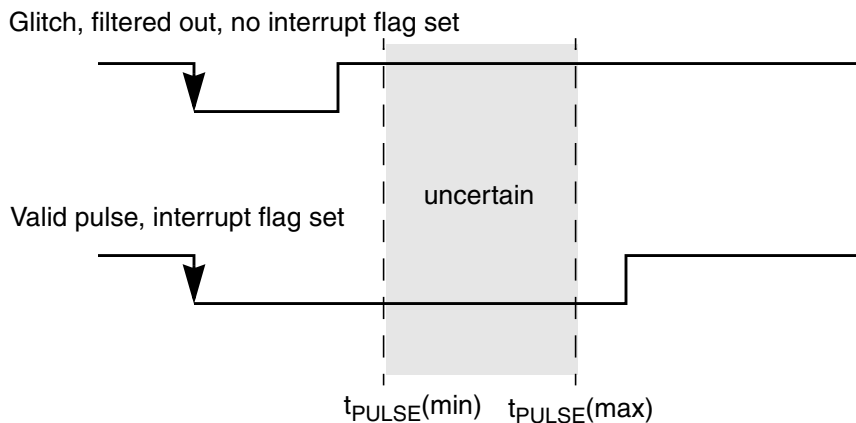 Glitch, filtered out, no interrupt flag set
uncertain
Valid pulse, interrupt flag set
tPULSE(min) tPULSE(max)